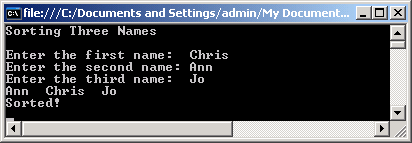 file:///C:/Documents and Settings/admin/My Document...
Sorting Three Names
Enter the first name:  Chris
Enter the second name: Ann
Enter the third name:  Jo
Ann  Chris  Jo
Sorted!